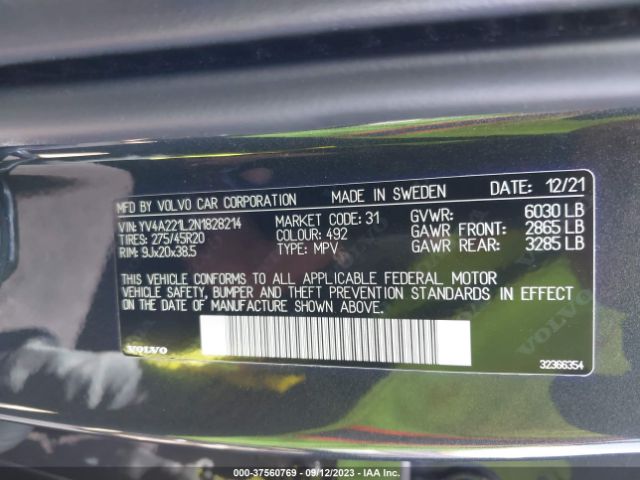 MFD BY VOLVO CAR CORPORATION MADE IN SWEDEN DATE: 12/21
VIN: YV4A221L2N1828214 MARKET CODE: 31 GVWR: 6030 LB
TIRES: 275/45R20 COLOUR: 492 GAWR FRONT: 2865 LB
RIM: 9Jx20x38.5 TYPE: MPV GAWR REAR: 3285 LB
THIS VEHICLE CONFORMS TO ALL APPLICABLE FEDERAL MOTOR
VEHICLE SAFETY, BUMPER AND THEFT PREVENTION STANDARDS IN EFFECT
ON THE DATE OF MANUFACTURE SHOWN ABOVE.
VOLVO 32366354
000-37560769 - 09/12/2023 - IAA Inc.